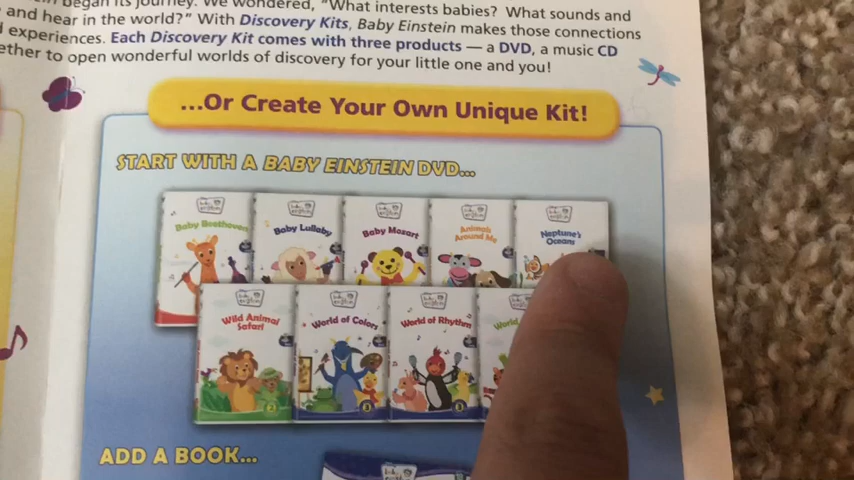 began its journey. We wondered, "What interests babies? What sounds and
and hear in the world?" With Discovery Kits, Baby Einstein makes those connections
experiences. Each Discovery Kit comes with three products — a DVD, a music CD
ether to open wonderful worlds of discovery for your little one and you!
...Or Create Your Own Unique Kit!
START WITH A BABY EINSTEIN DVD...
Baby Beethoven
Baby Lullaby
Baby Mozart
Animals Around Me
Neptune's Oceans
Wild Animal Safari
World of Colors
World of Rhythm
World
ADD A BOOK...